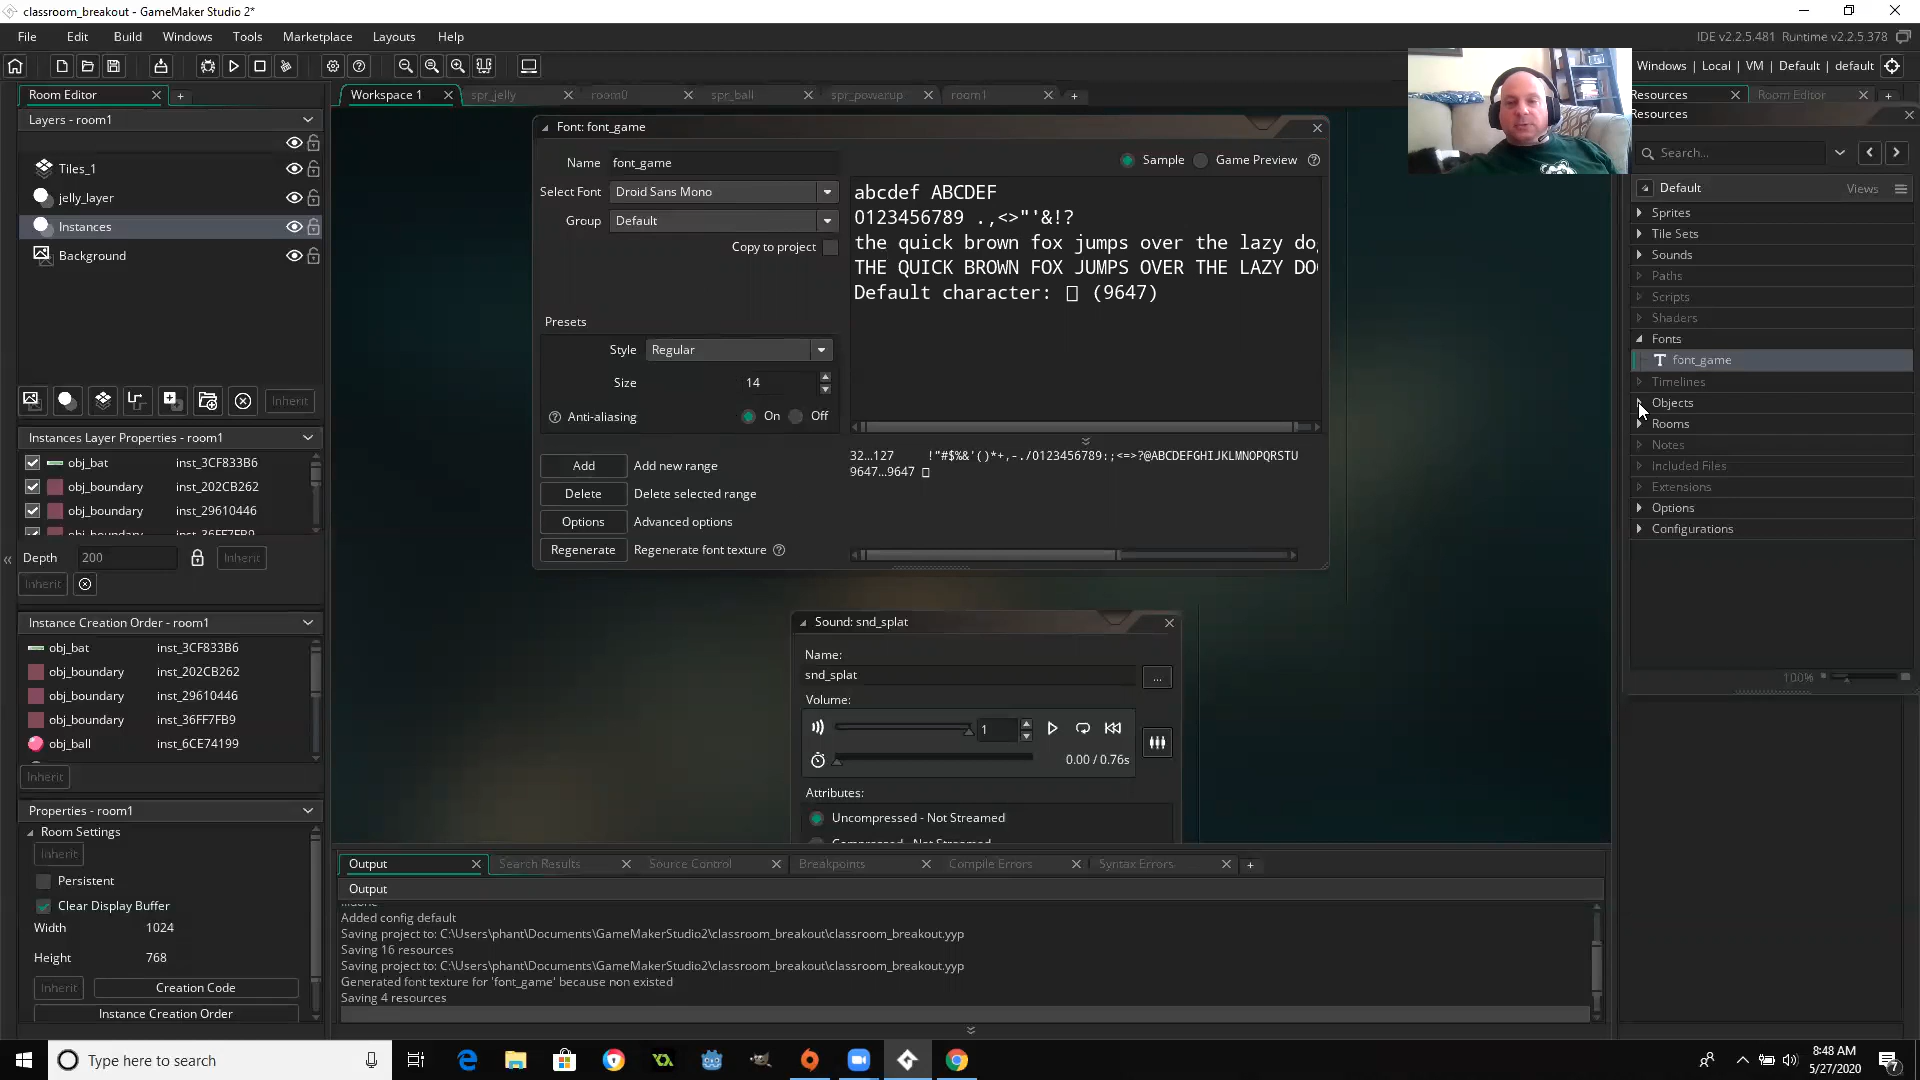 classroom_breakout - GameMaker Studio 2*
File Edit Build Windows Tools Marketplace Layouts Help
IDE v2.2.5.481 Runtime v2.2.5.378
Windows | Local | VM | Default | default
Room Editor
Workspace 1 spr_jelly room0 spr_ball spr_powerup room1
Resources Room Editor
Layers - room1
Resources
Tiles_1
jelly_layer
Instances
Background
Inherit
Instances Layer Properties - room1
obj_bat inst_3CF833B6
obj_boundary inst_202CB262
obj_boundary inst_29610446
obj_boundary inst_36FF7FB9
Depth 200 Inherit
Inherit
Instance Creation Order - room1
obj_bat inst_3CF833B6
obj_boundary inst_202CB262
obj_boundary inst_29610446
obj_boundary inst_36FF7FB9
obj_ball inst_6CE74199
Inherit
Properties - room1
Room Settings
Inherit
Persistent
Clear Display Buffer
Width 1024
Height 768
Inherit Creation Code
Instance Creation Order
Font: font_game
Name font_game
Select Font Droid Sans Mono
Group Default
Copy to project
Presets
Style Regular
Size 14
Anti-aliasing On Off
Add Add new range
Delete Delete selected range
Options Advanced options
Regenerate Regenerate font texture
Sample Game Preview
abcdef ABCDEF
0123456789 .,<>"'&!?
the quick brown fox jumps over the lazy do
THE QUICK BROWN FOX JUMPS OVER THE LAZY DO
Default character: ▯ (9647)
32...127 !"#$%&'()*+,-./0123456789:;<=>?@ABCDEFGHIJKLMNOPQRSTU
9647...9647 ▯
Sound: snd_splat
Name:
snd_splat ...
Volume:
1
0.00 / 0.76s
Attributes:
Uncompressed - Not Streamed
Compressed - Not Streamed
Output Search Results Source Control Breakpoints Compile Errors Syntax Errors
Output
Added config default
Saving project to: C:\Users\phant\Documents\GameMakerStudio2\classroom_breakout\classroom_breakout.yyp
Saving 16 resources
Saving project to: C:\Users\phant\Documents\GameMakerStudio2\classroom_breakout\classroom_breakout.yyp
Generated font texture for 'font_game' because non existed
Saving 4 resources
Search...
Default Views
Sprites
Tile Sets
Sounds
Paths
Scripts
Shaders
Fonts
font_game
Timelines
Objects
Rooms
Notes
Included Files
Extensions
Options
Configurations
100%
Type here to search
8:48 AM
5/27/2020
7